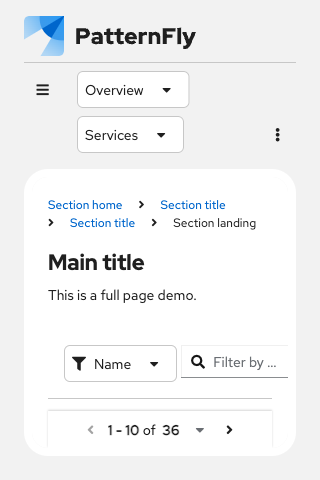 PatternFly
Overview
Services
Section home Section title
Section title Section landing
Main title
This is a full page demo.
Name Filter by ...
1 - 10 of 36